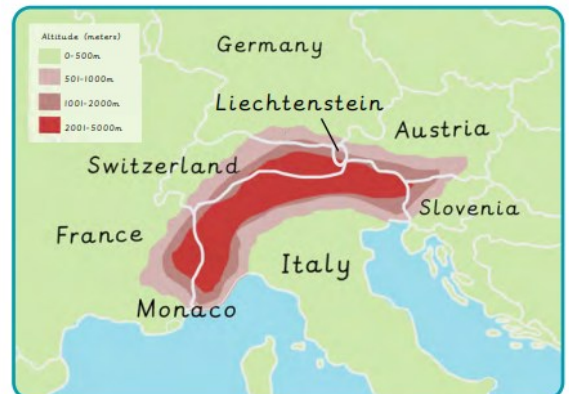 Altitude (meters)
0-500m
501-1000m
1001-2000m
2001-5000m
Germany
Liechtenstein
Austria
Switzerland
Slovenia
France
Italy
Monaco